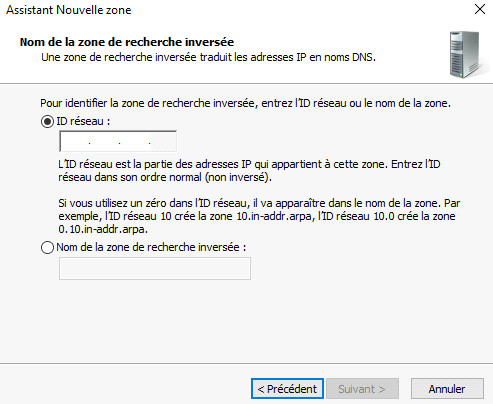 Assistant Nouvelle zone
Nom de la zone de recherche inversée
Une zone de recherche inversée traduit les adresses IP en noms DNS.
Pour identifier la zone de recherche inversée, entrez l'ID réseau ou le nom de la zone.
ID réseau :
. . .
L'ID réseau est la partie des adresses IP qui appartient à cette zone. Entrez l'ID
réseau dans son ordre normal (non inversé).
Si vous utilisez un zéro dans l'ID réseau, il va apparaître dans le nom de la zone. Par
exemple, l'ID réseau 10 crée la zone 10.in-addr.arpa, l'ID réseau 10.0 crée la zone
0.10.in-addr.arpa.
Nom de la zone de recherche inversée :
< Précédent Suivant > Annuler